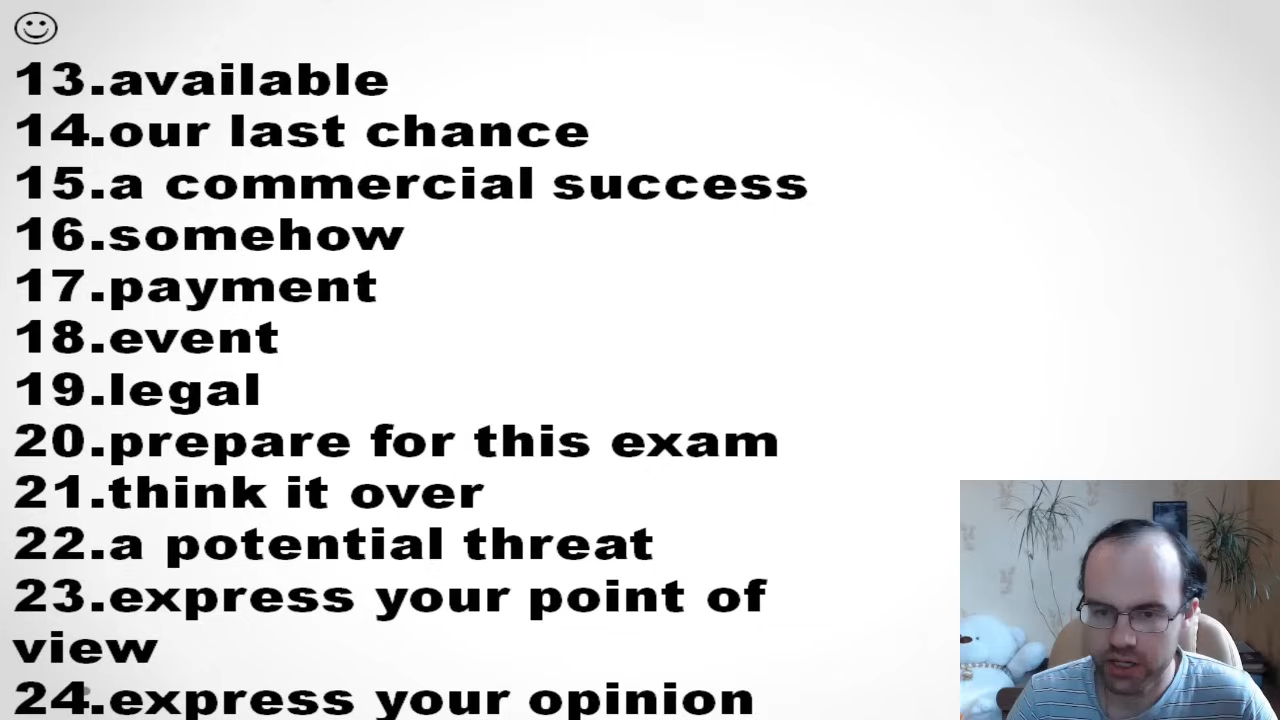 13.available
14.our last chance
15.a commercial success
16.somehow
17.payment
18.event
19.legal
20.prepare for this exam
21.think it over
22.a potential threat
23.express your point of
view
24.express your opinion